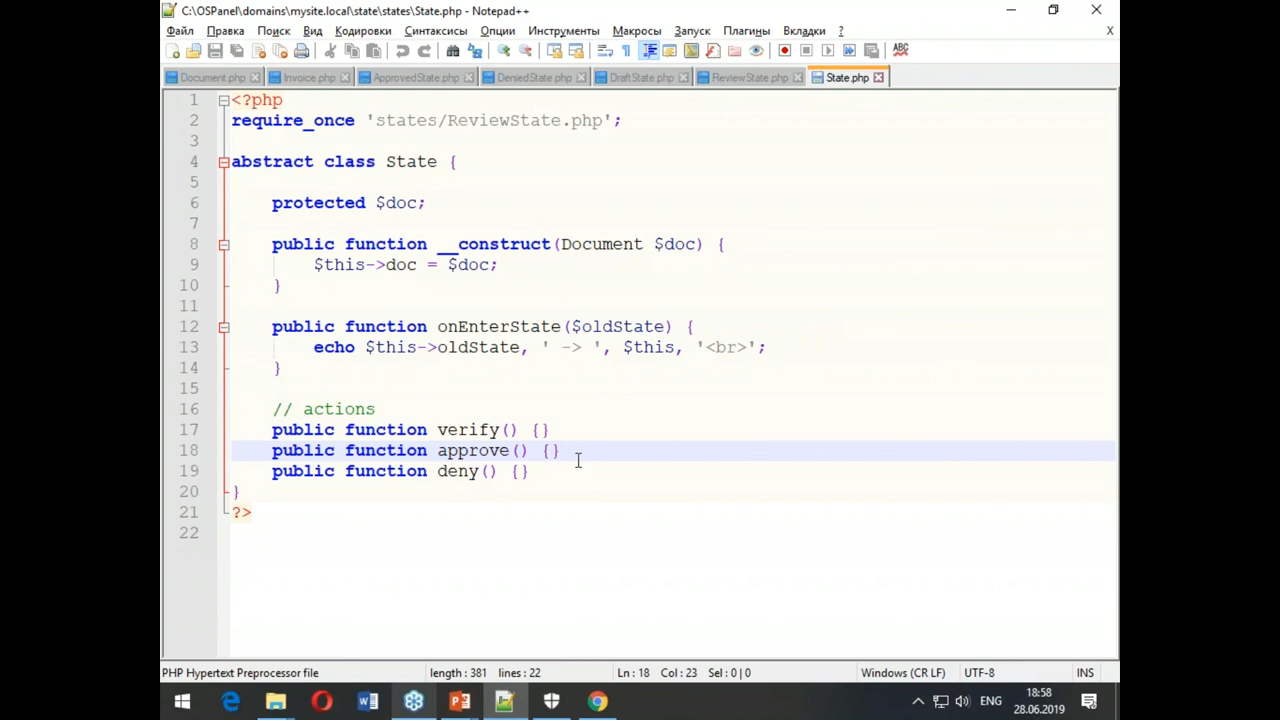 C:\OSPanel\domains\mysite.local\state\states\State.php - Notepad++
Файл Правка Поиск Вид Кодировки Синтаксисы Опции Инструменты Макросы Запуск Плагины Вкладки ? X
Document.php Invoice.php ApprovedState.php DeniedState.php DraftState.php ReviewState.php State.php
1 <?php
2 require_once 'states/ReviewState.php';
3
4 abstract class State {
5
6 protected $doc;
7
8 public function __construct(Document $doc) {
9 $this->doc = $doc;
10 }
11
12 public function onEnterState($oldState) {
13 echo $this->oldState, ' -> ', $this, '<br>';
14 }
15
16 // actions
17 public function verify() {}
18 public function approve() {}
19 public function deny() {}
20 }
21 ?>
22
PHP Hypertext Preprocessor file length : 381 lines : 22 Ln : 18 Col : 23 Sel : 0 | 0 Windows (CR LF) UTF-8 INS
ENG 18:58
28.06.2019